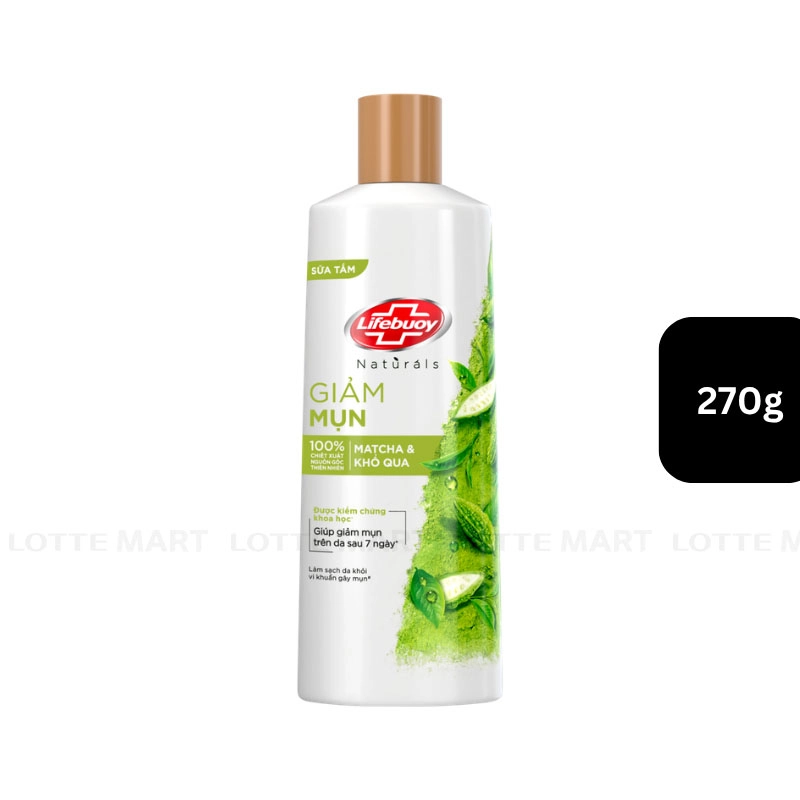 SỮA TẮM
Lifebuoy
Naturáls
GIẢM
MỤN
100%
CHIẾT XUẤT
NGUỒN GỐC
THIÊN NHIÊN
MATCHA &
KHỔ QUA
Được kiểm chứng
khoa học*
Giúp giảm mụn
trên da sau 7 ngày*
Làm sạch da khỏi
vi khuẩn gây mụn#
270g
LOTTE MART LOTTE MART LOTTE MART LOTTE MA